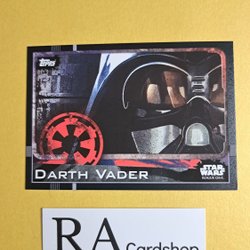 Topps
DARTH VADER
STAR WARS
ROGUE ONE
RA
Cardshop